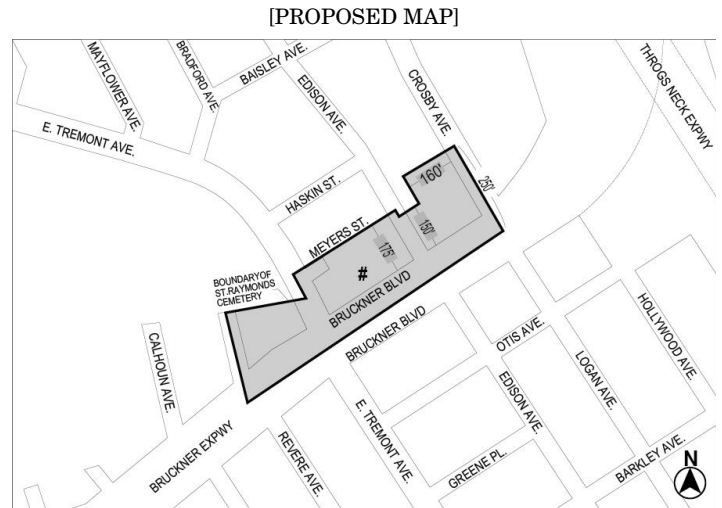 [PROPOSED MAP]
MAYFLOWER AVE.
BRADFORD AVE.
BAISLEY AVE.
EDISON AVE.
CROSBY AVE.
THROGS NECK EXPWY
E. TREMONT AVE.
HASKIN ST.
160'
250'
MEYERS ST.
175'
150'
#
BOUNDARYOF
ST.RAYMONDS
CEMETERY
BRUCKNER BLVD
BRUCKNER BLVD
CALHOUN AVE.
OTIS AVE.
HOLLYWOOD AVE.
LOGAN AVE.
EDISON AVE.
E. TREMONT AVE.
BRUCKNER EXPWY
REVERE AVE.
GREENE PL.
BARKLEY AVE.
N